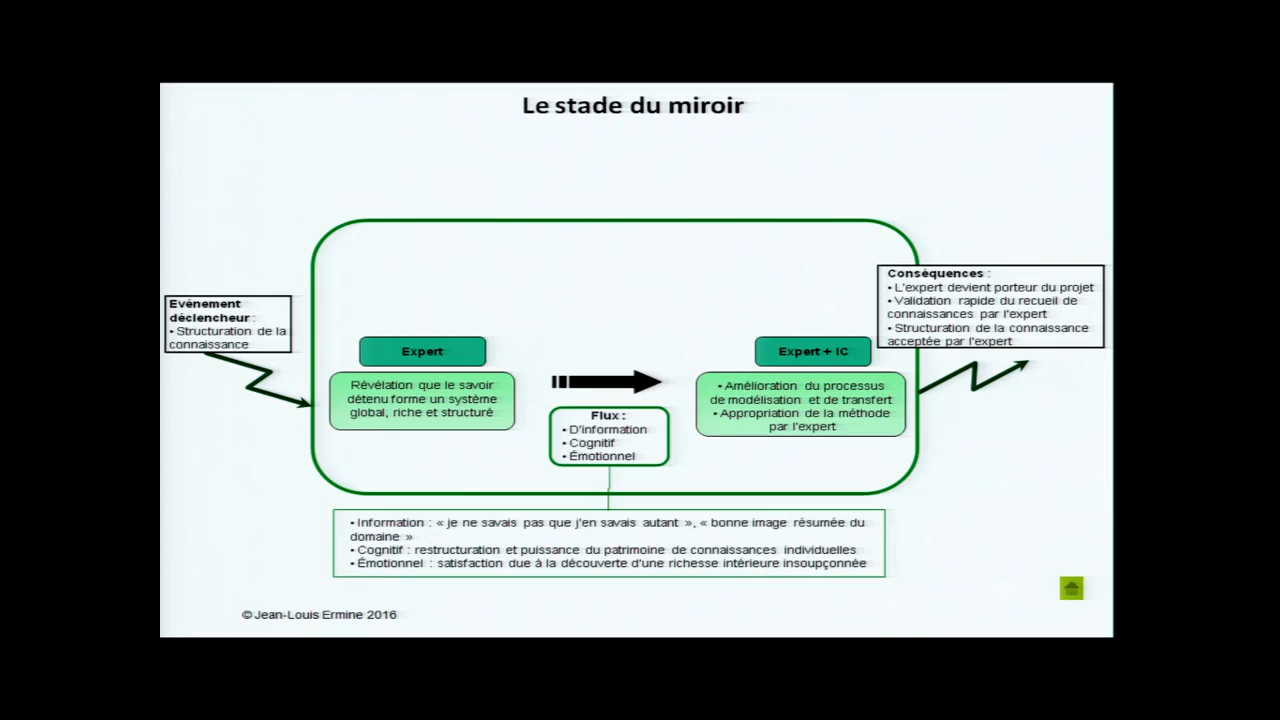 Le stade du miroir
Evénement
déclencheur :
• Structuration de la
connaissance
Expert
Révélation que le savoir
détenu forme un système
global, riche et structuré
Flux :
• D'information
• Cognitif
• Émotionnel
Expert + IC
• Amélioration du processus
de modélisation et de transfert
• Appropriation de la méthode
par l'expert
Conséquences :
• L'expert devient porteur du projet
• Validation rapide du recueil de
connaissances par l'expert
• Structuration de la connaissance
acceptée par l'expert
• Information : « je ne savais pas que j'en savais autant », « bonne image résumée du
domaine »
• Cognitif : restructuration et puissance du patrimoine de connaissances individuelles
• Émotionnel : satisfaction due à la découverte d'une richesse intérieure insoupçonnée
© Jean-Louis Ermine 2016